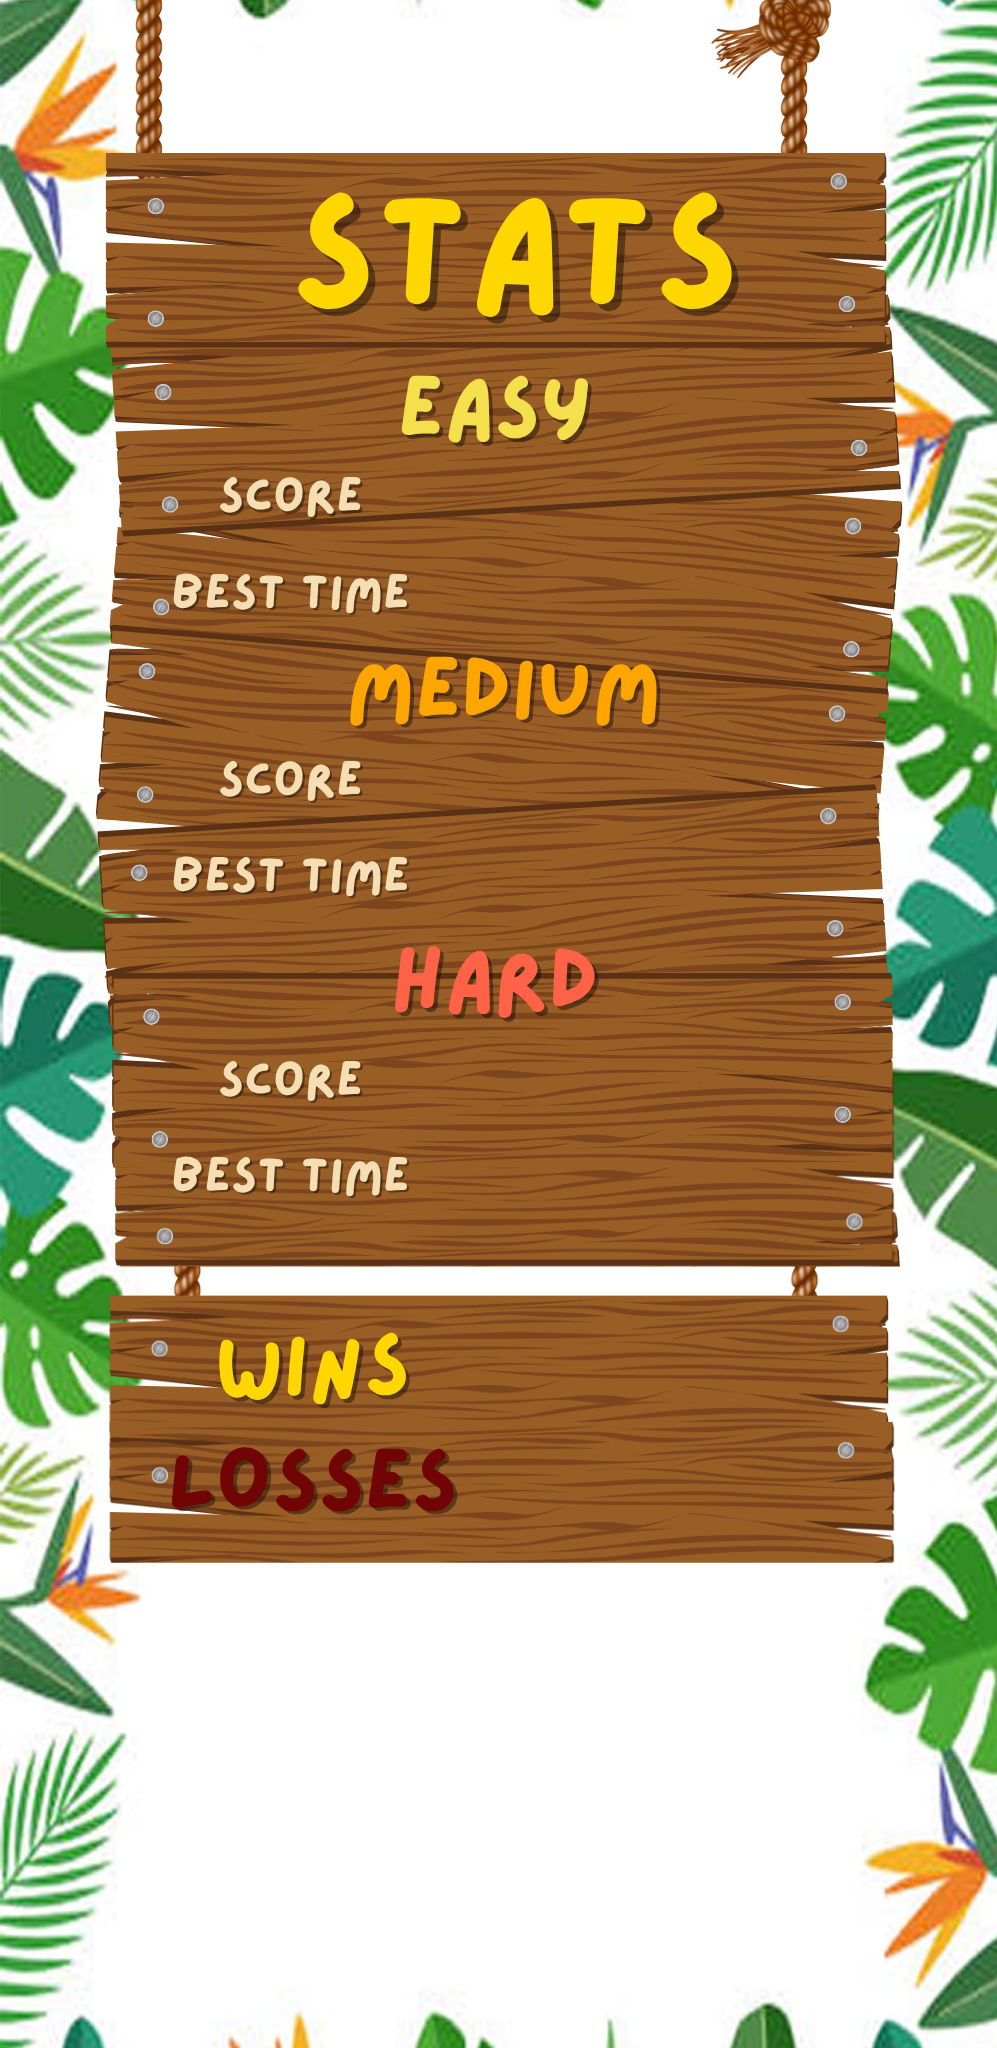 STATS
EASY
SCORE
BEST TIME
MEDIUM
SCORE
BEST TIME
HARD
SCORE
BEST TIME
WINS
LOSSES